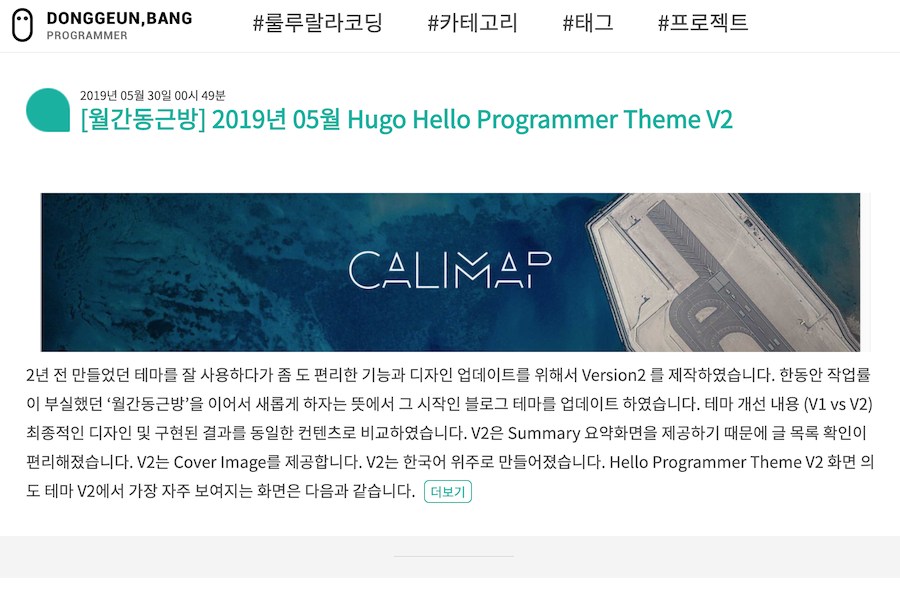 DONGGEUN,BANG
PROGRAMMER
#룰루랄라코딩 #카테고리 #태그 #프로젝트
2019년 05월 30일 00시 49분
[월간동근방] 2019년 05월 Hugo Hello Programmer Theme V2
CALIMAP
2년 전 만들었던 테마를 잘 사용하다가 좀 도 편리한 기능과 디자인 업데이트를 위해서 Version2 를 제작하였습니다. 한동안 작업률
이 부실했던 ‘월간동근방’을 이어서 새롭게 하자는 뜻에서 그 시작인 블로그 테마를 업데이트 하였습니다. 테마 개선 내용 (V1 vs V2)
최종적인 디자인 및 구현된 결과를 동일한 컨텐츠로 비교하였습니다. V2은 Summary 요약화면을 제공하기 때문에 글 목록 확인이
편리해졌습니다. V2는 Cover Image를 제공합니다. V2는 한국어 위주로 만들어졌습니다. Hello Programmer Theme V2 화면 의
도 테마 V2에서 가장 자주 보여지는 화면은 다음과 같습니다. 더보기